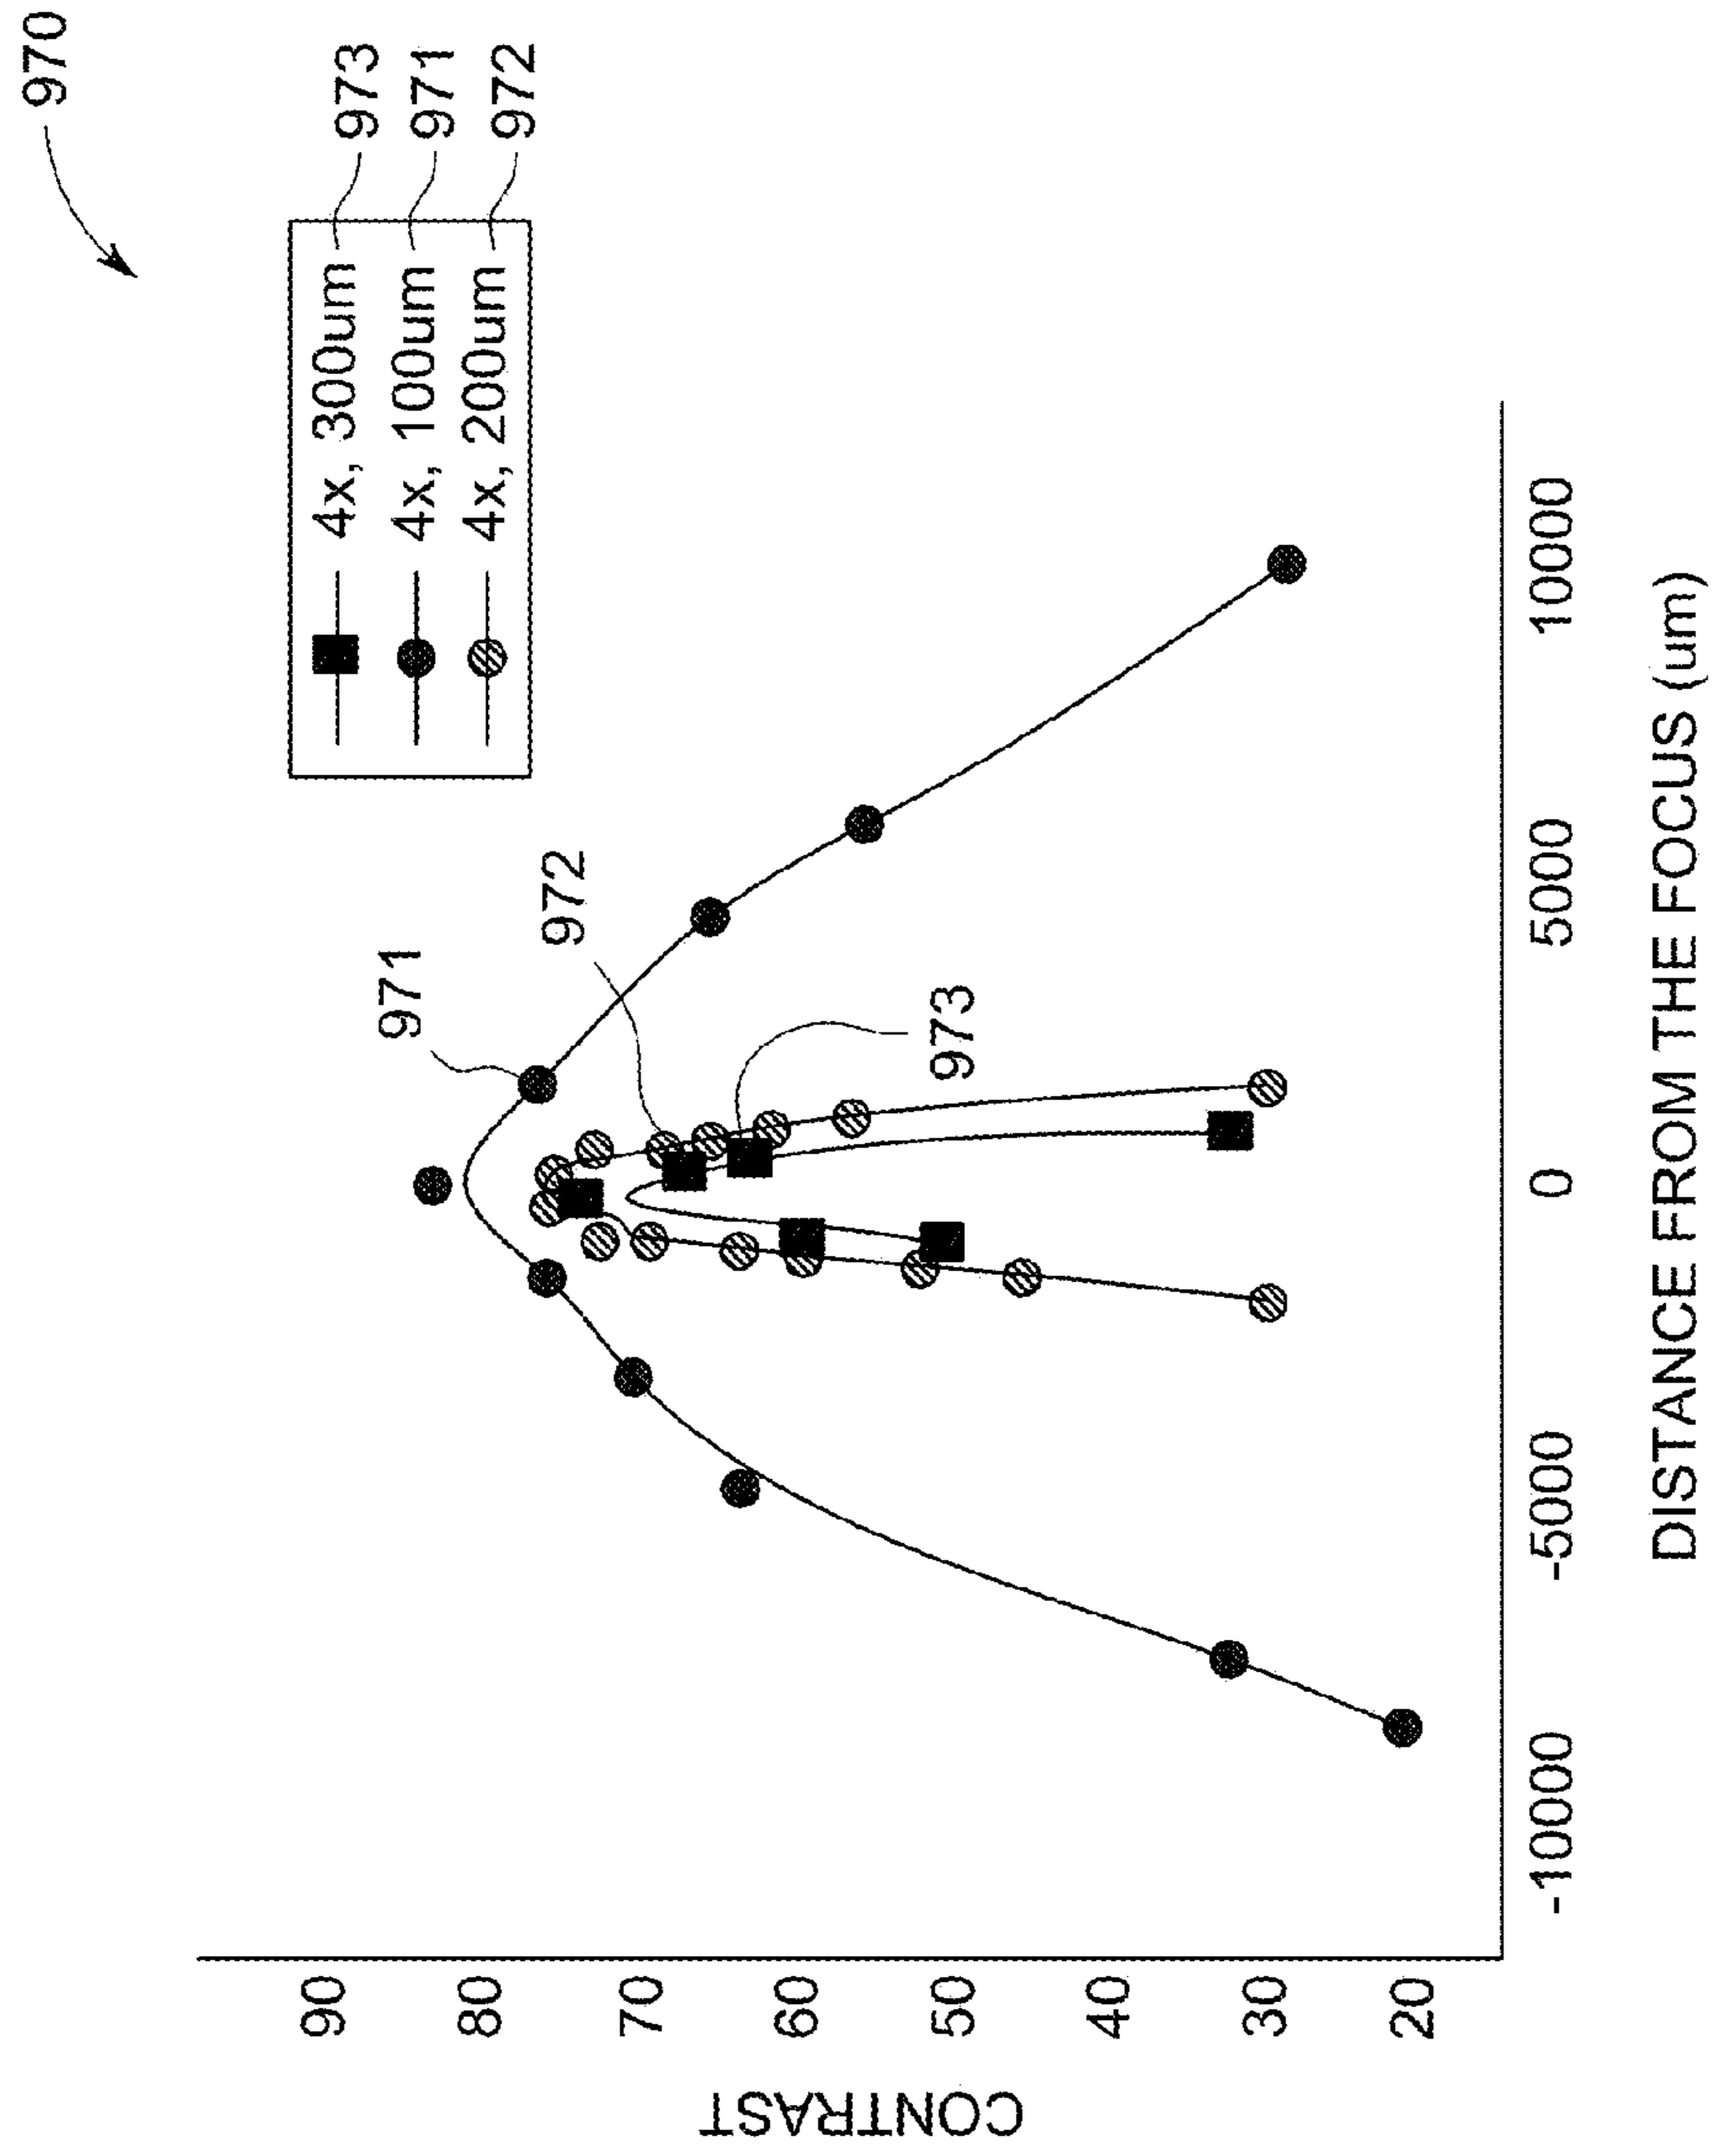 970
4x, 300um 973
4x, 100um 971
4x, 200um 972
971
972
973
CONTRAST
90
80
70
60
50
40
30
20
-10000 -5000 0 5000 10000
DISTANCE FROM THE FOCUS (um)